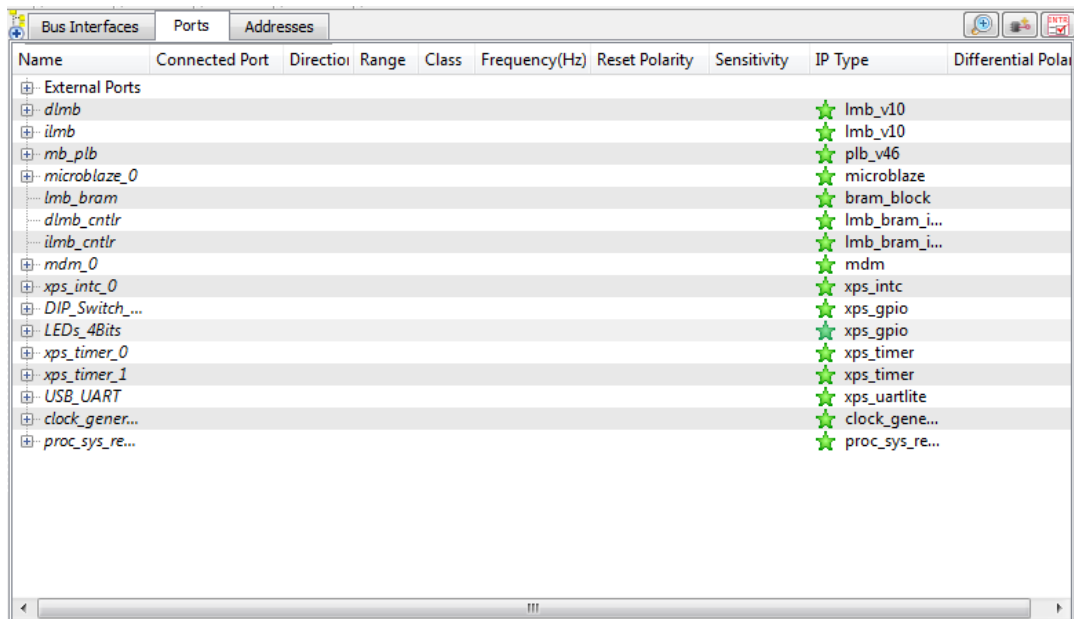 Bus Interfaces Ports Addresses INTR
Name Connected Port Direction Range Class Frequency(Hz) Reset Polarity Sensitivity IP Type Differential Polar
External Ports
dlmb lmb_v10
ilmb lmb_v10
mb_plb plb_v46
microblaze_0 microblaze
lmb_bram bram_block
dlmb_cntlr lmb_bram_i...
ilmb_cntlr lmb_bram_i...
mdm_0 mdm
xps_intc_0 xps_intc
DIP_Switch_... xps_gpio
LEDs_4Bits xps_gpio
xps_timer_0 xps_timer
xps_timer_1 xps_timer
USB_UART xps_uartlite
clock_gener... clock_gene...
proc_sys_re... proc_sys_re...